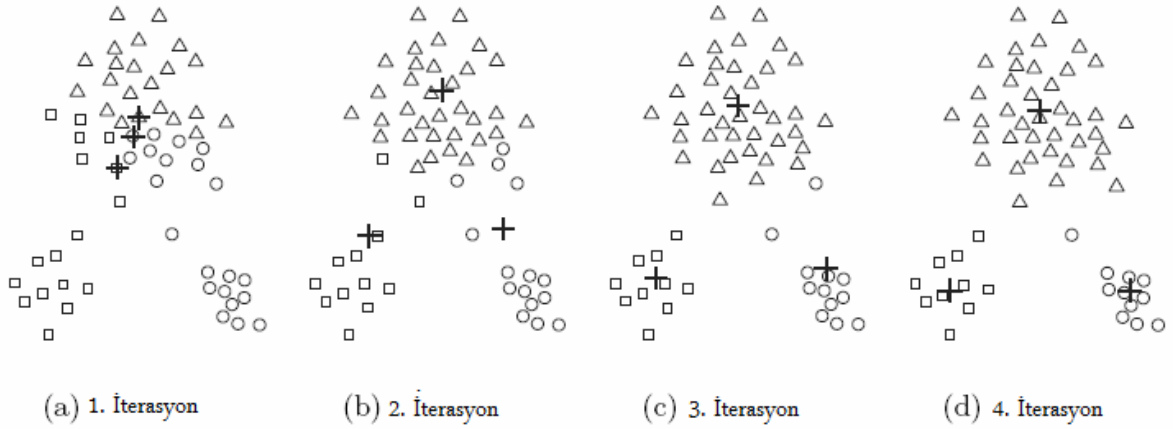 (a) 1. İterasyon
(b) 2. İterasyon
(c) 3. İterasyon
(d) 4. İterasyon